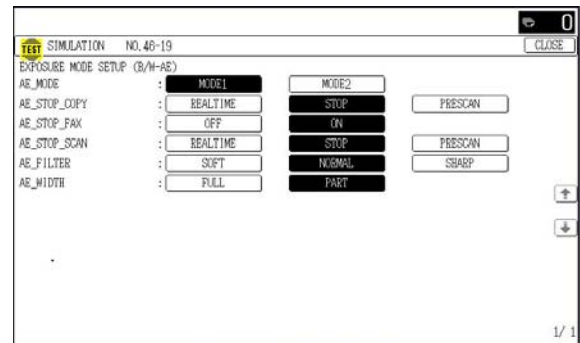 0
TEST SIMULATION NO.46-19 CLOSE
EXPOSURE MODE SETUP (B/W-AE)
AE_MODE : MODE1 MODE2
AE_STOP_COPY : REALTIME STOP PRESCAN
AE_STOP_FAX : OFF ON
AE_STOP_SCAN : REALTIME STOP PRESCAN
AE_FILTER : SOFT NORMAL SHARP
AE_WIDTH : FULL PART
1/ 1